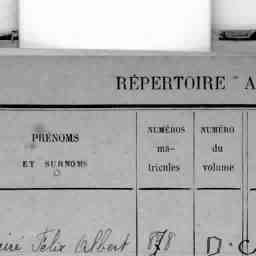 RÉPERTOIRE A
PRÉNOMS
ET SURNOMS
NUMÉROS
ma-
tricules
NUMÉRO
du
volume
Félix Albert 878 D.C